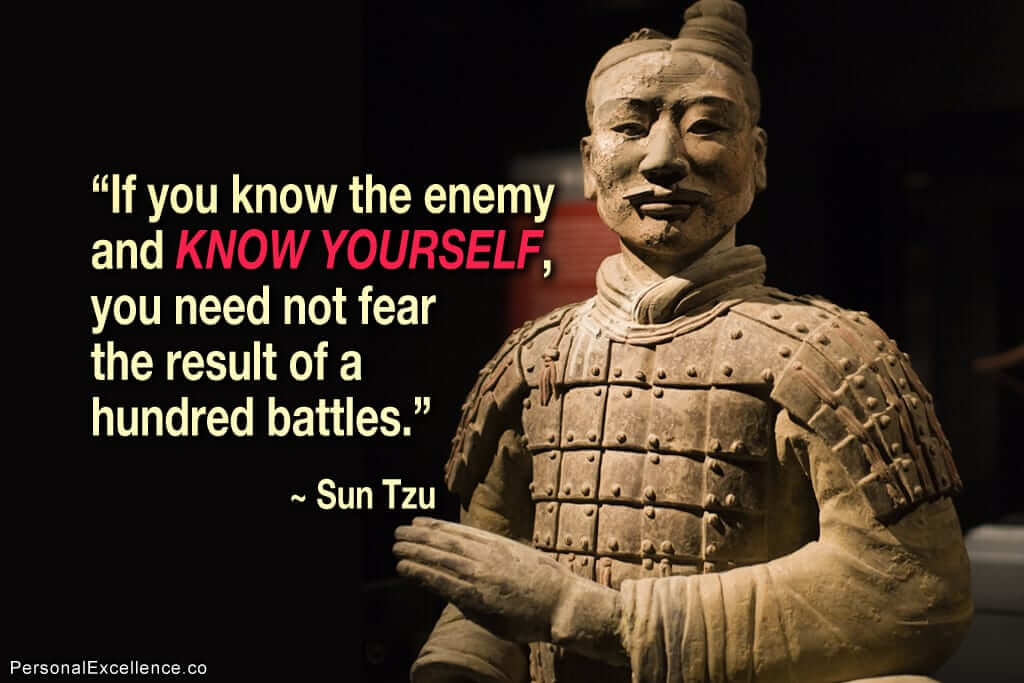 “If you know the enemy
and KNOW YOURSELF,
you need not fear
the result of a
hundred battles.”
~ Sun Tzu
PersonalExcellence.co